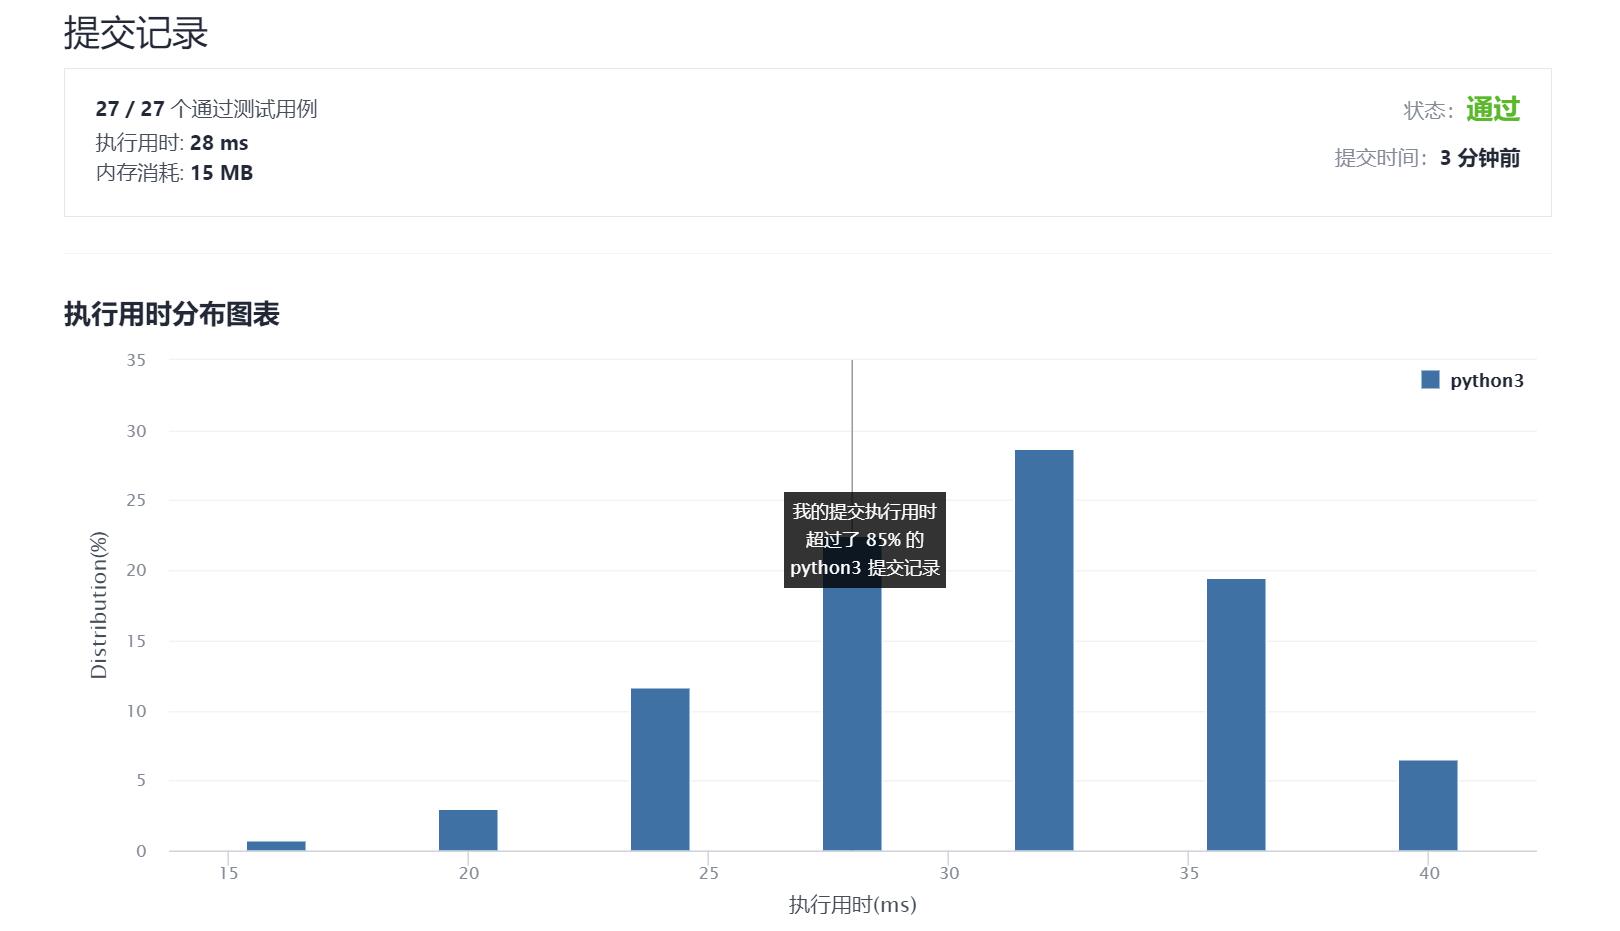 提交记录
27 / 27 个通过测试用例
状态：通过
执行用时: 28 ms
提交时间：3 分钟前
内存消耗: 15 MB
执行用时分布图表
python3
Distribution(%)
35
30
25
20
15
10
5
0
我的提交执行用时
超过了 85% 的
python3 提交记录
15 20 25 30 35 40
执行用时(ms)